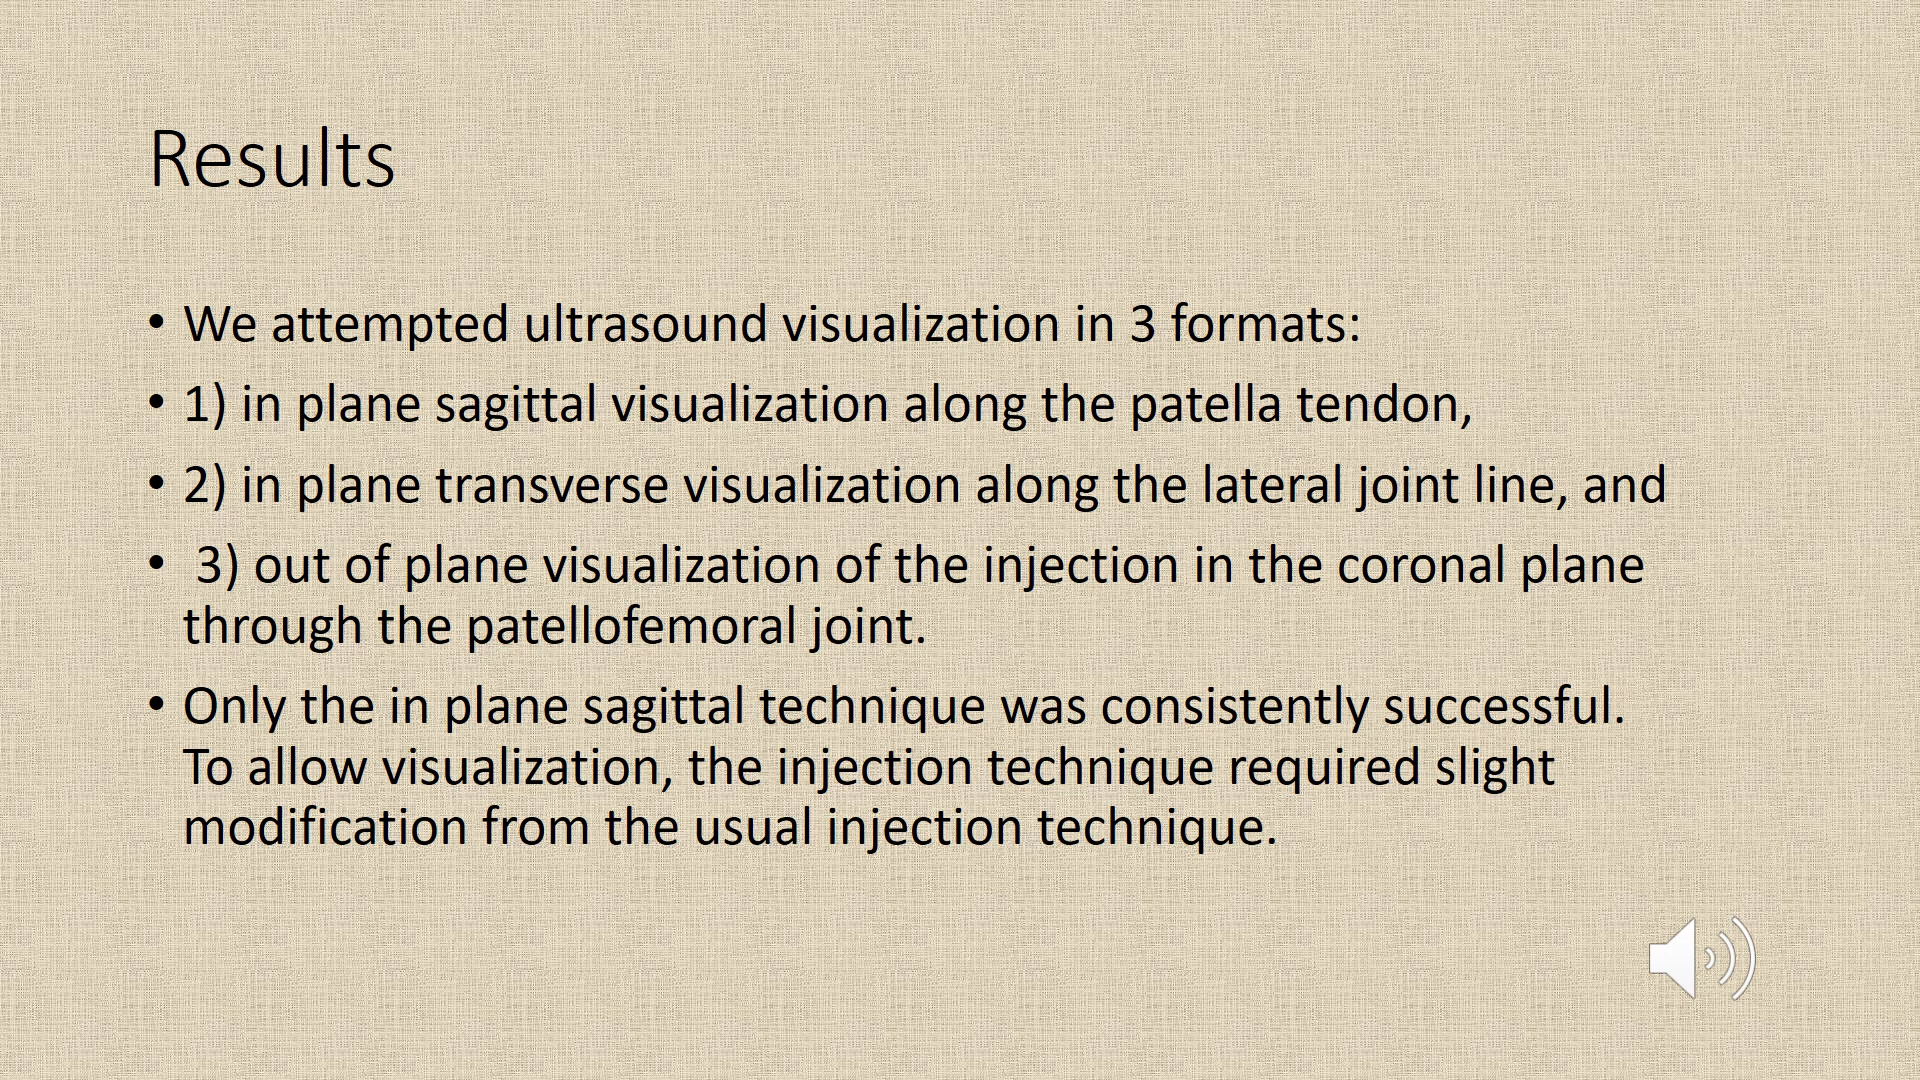 Results
• We attempted ultrasound visualization in 3 formats:
• 1) in plane sagittal visualization along the patella tendon,
• 2) in plane transverse visualization along the lateral joint line, and
• 3) out of plane visualization of the injection in the coronal plane
through the patellofemoral joint.
• Only the in plane sagittal technique was consistently successful.
To allow visualization, the injection technique required slight
modification from the usual injection technique.